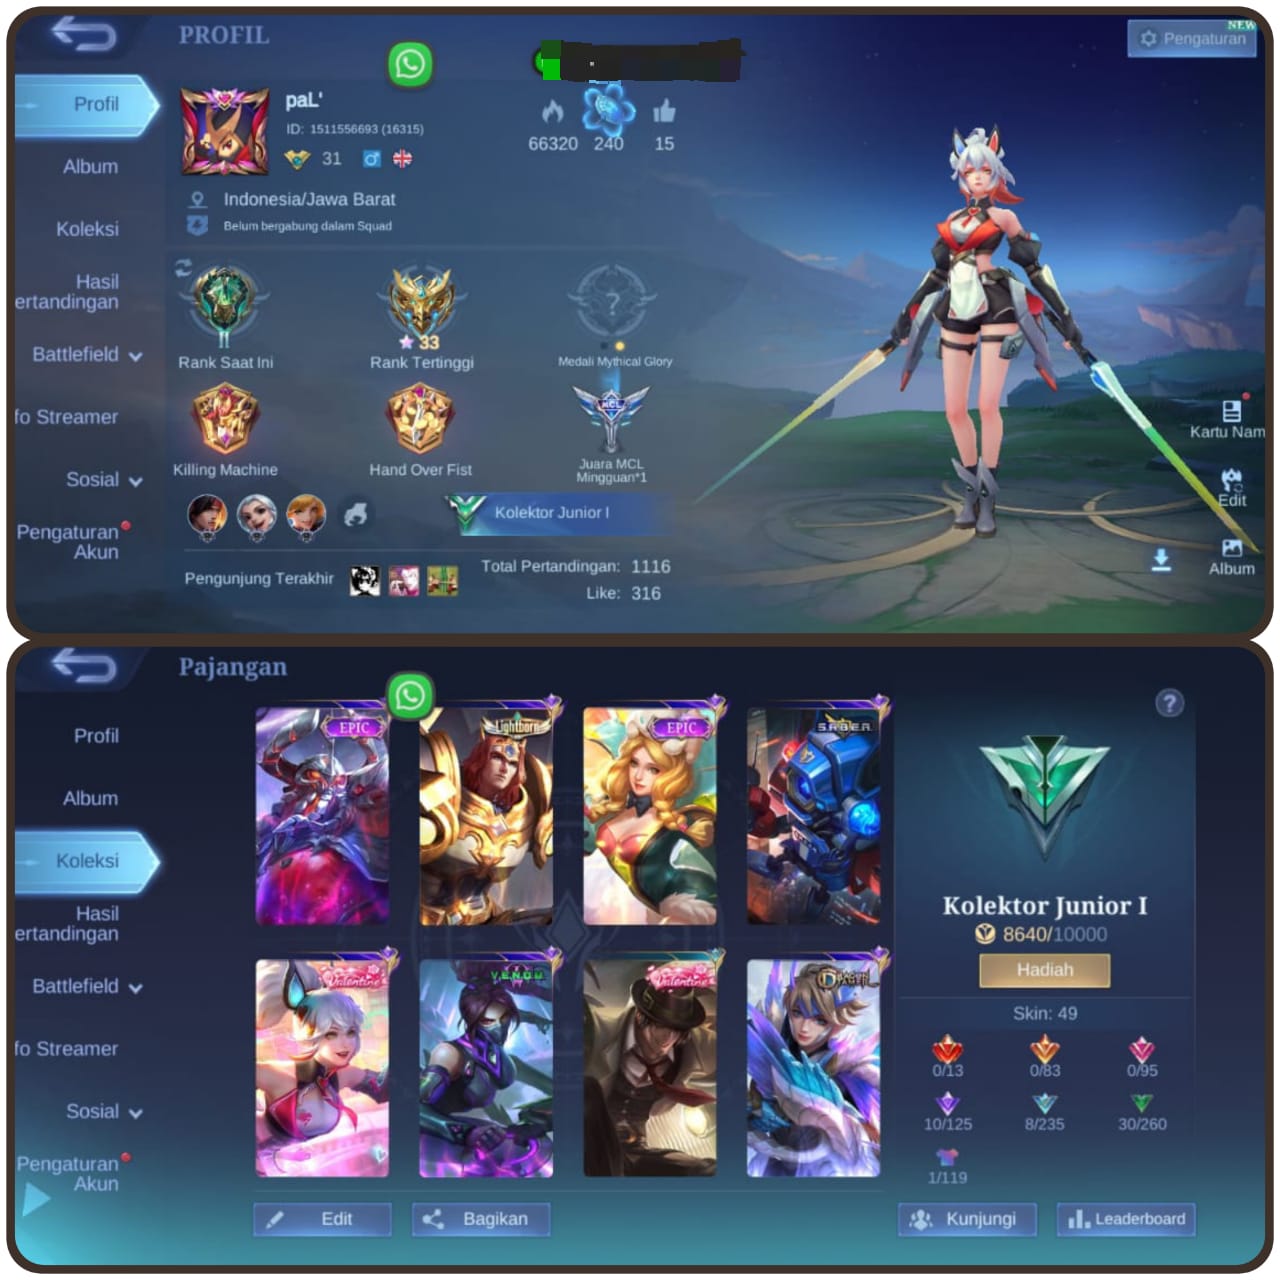 PROFIL
NEW
Pengaturan
Profil
paL'
ID: 1511556693 (16315)
31
66320
240
15
Album
Indonesia/Jawa Barat
Belum bergabung dalam Squad
Koleksi
Hasil
ertandingan
II
33
Rank Saat Ini
Rank Tertinggi
?
Medali Mythical Glory
Battlefield
fo Streamer
MCL
Killing Machine
Hand Over Fist
Juara MCL
Mingguan*1
Sosial
Kolektor Junior I
Pengaturan
Akun
Pengunjung Terakhir
Total Pertandingan: 1116
Like: 316
Kartu Nam
Edit
Album
Pajangan
?
Profil
Album
Koleksi
Hasil
ertandingan
Battlefield
fo Streamer
Sosial
Pengaturan
Akun
EPIC
Lightborn
EPIC
S.A.B.E.R.
Valentine
V.E.N.O.M
Valentine
Kolektor Junior I
8640/10000
Hadiah
Skin: 49
0/13
0/83
0/95
10/125
8/235
30/260
1/119
Edit
Bagikan
Kunjungi
Leaderboard